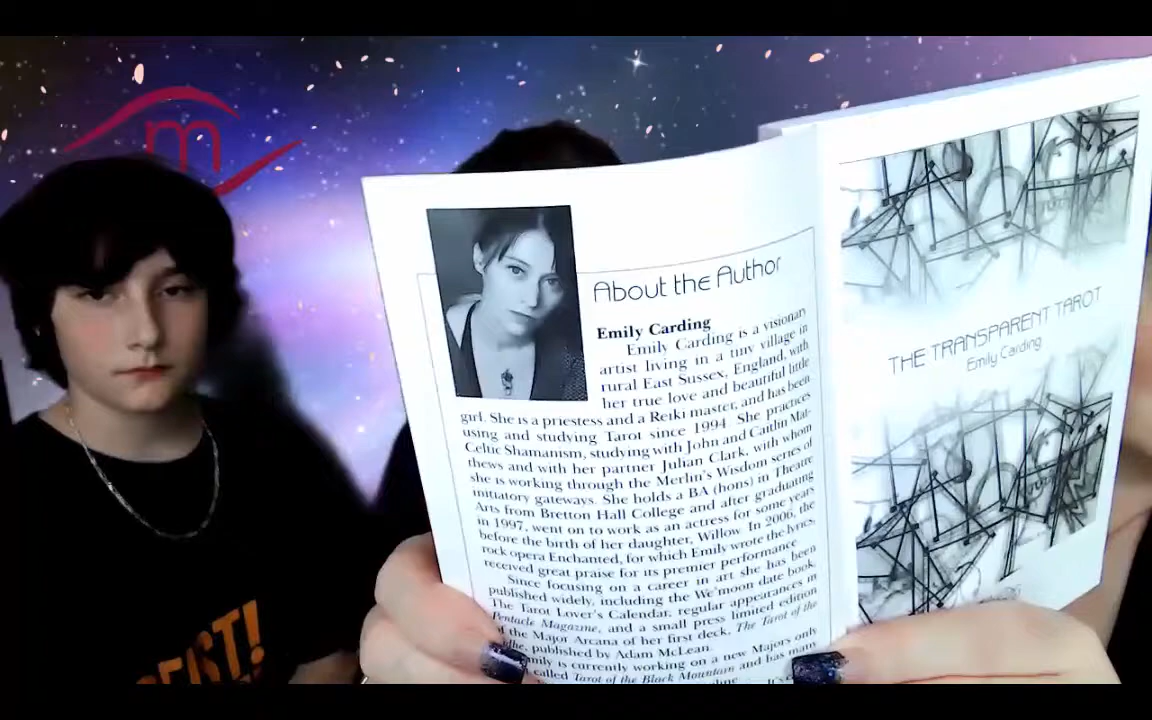 m
About the Author
Emily Carding
Emily Carding is a visionary
artist living in a tiny village in
rural East Sussex, England, with
her true love and beautiful little
girl. She is a priestess and a Reiki master, and has been
using and studying Tarot since 1994. She practices
Celtic Shamanism, studying with John and Caitlin Mat-
thews and with her partner Julian Clark, with whom
she is working through the Merlin's Wisdom series of
initiatory gateways. She holds a BA (hons) in Theatre
Arts from Bretton Hall College and after graduating
in 1997, went on to work as an actress for some years
before the birth of her daughter, Willow. In 2006, the
rock opera Enchanted, for which Emily wrote the lyrics,
received great praise for its premier performance.
Since focusing on a career in art she has been
published widely, including the We'moon date book,
The Tarot Lover's Calendar, regular appearances in
Pentacle Magazine, and a small press limited edition
of the Major Arcana of her first deck, The Tarot of the
published by Adam McLean.
is currently working on a new Majors only
called Tarot of the Black Mountain and has many
THE TRANSPARENT TAROT
Emily Carding